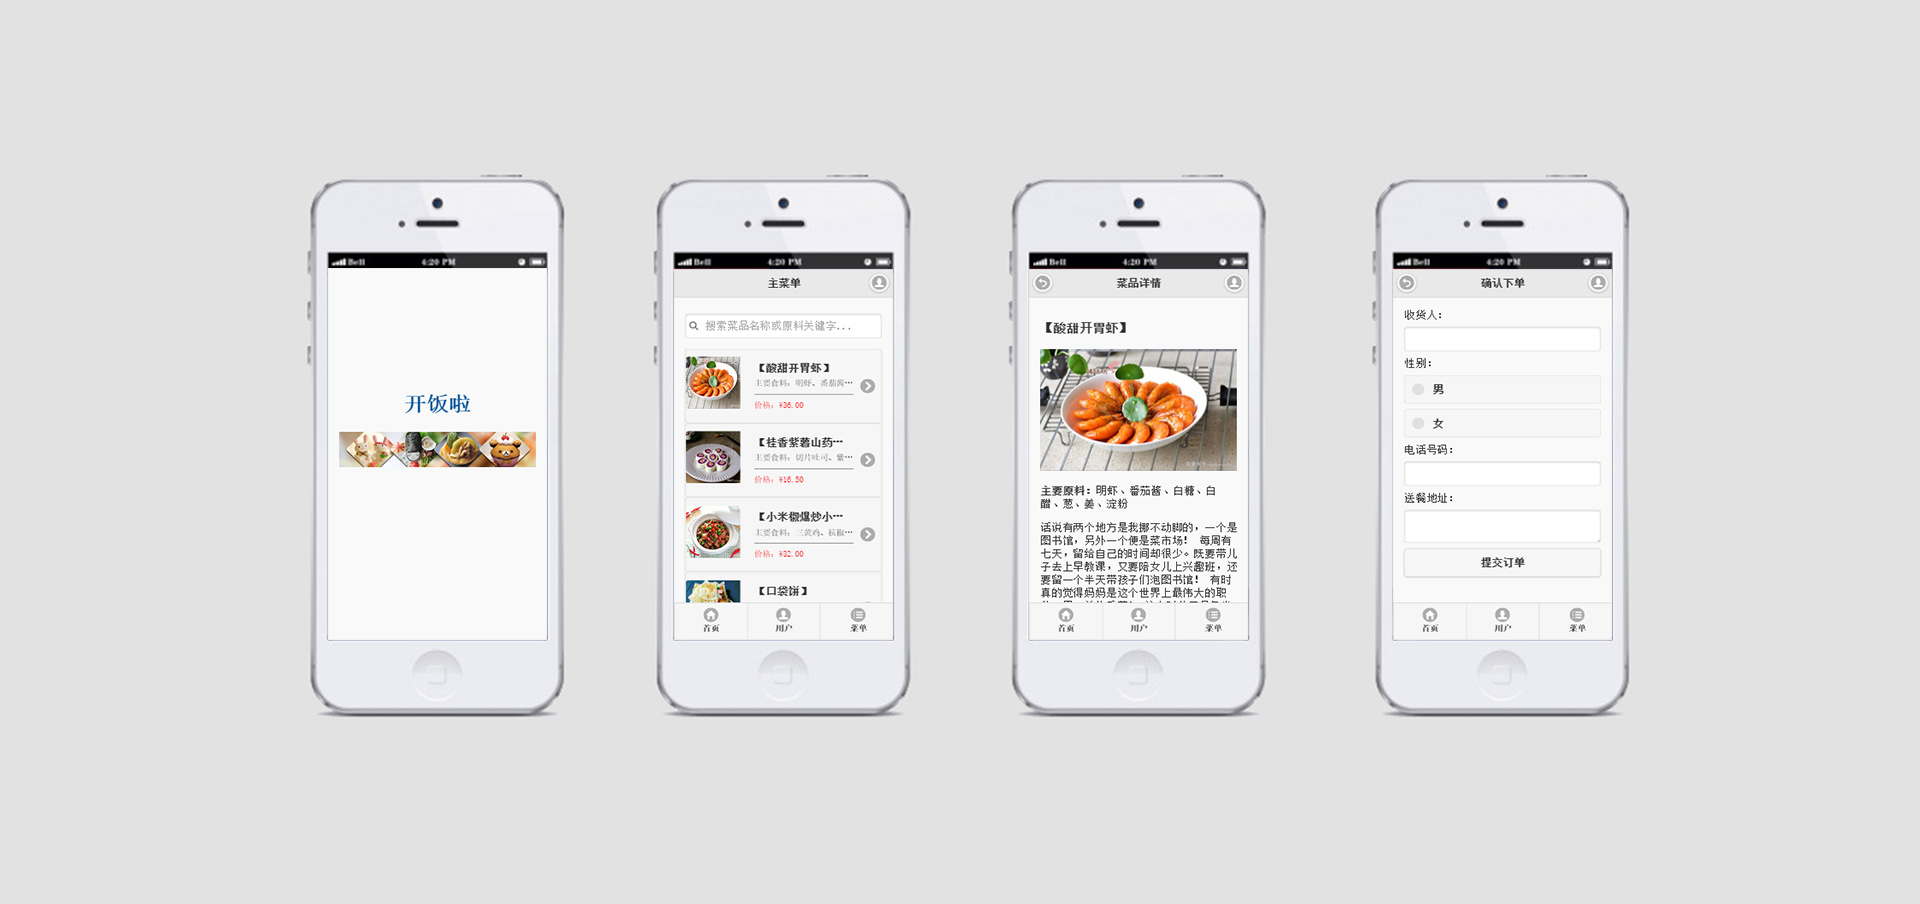 Bell 4:20 PM
开饭啦
Bell 4:20 PM
主菜单
搜索菜品名称或原料关键字...
【酸甜开胃虾】
主要食料：明虾、番茄酱…
价格：¥36.00
【桂香紫薯山药…
主要食料：切片吐司、紫…
价格：¥16.50
【小米椒爆炒小…
主要食料：三黄鸡、杭椒…
价格：¥32.00
【口袋饼】
首页 用户 菜单
Bell 4:20 PM
菜品详情
【酸甜开胃虾】
主要原料：明虾、番茄酱、白糖、白
醋、葱、姜、淀粉
话说有两个地方是我挪不动脚的，一个是
图书馆，另外一个便是菜市场！ 每周有
七天，留给自己的时间却很少。既要带儿
子去上早教课，又要陪女儿上兴趣班，还
要留一个半天带孩子们泡图书馆！ 有时
真的觉得妈妈是这个世界上最伟大的职
首页 用户 菜单
Bell 4:20 PM
确认下单
收货人：
性别：
男
女
电话号码：
送餐地址：
提交订单
首页 用户 菜单